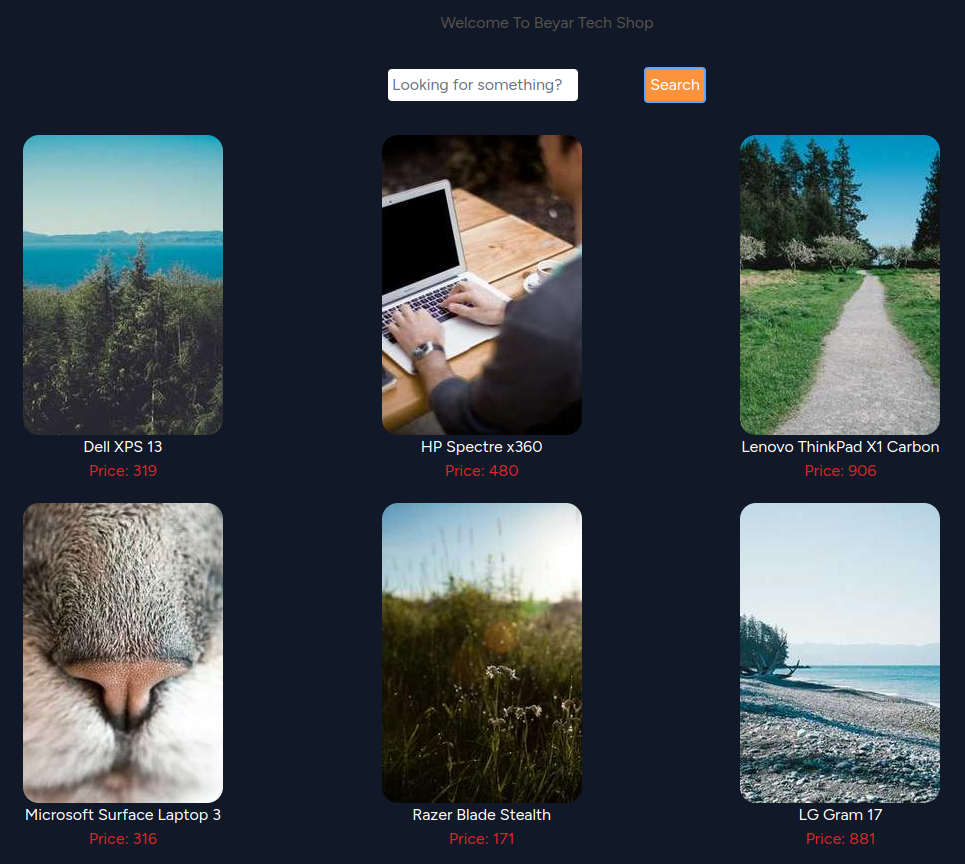 Welcome To Beyar Tech Shop
Looking for something?
Search
Dell XPS 13
Price: 319
HP Spectre x360
Price: 480
Lenovo ThinkPad X1 Carbon
Price: 906
Microsoft Surface Laptop 3
Price: 316
Razer Blade Stealth
Price: 171
LG Gram 17
Price: 881